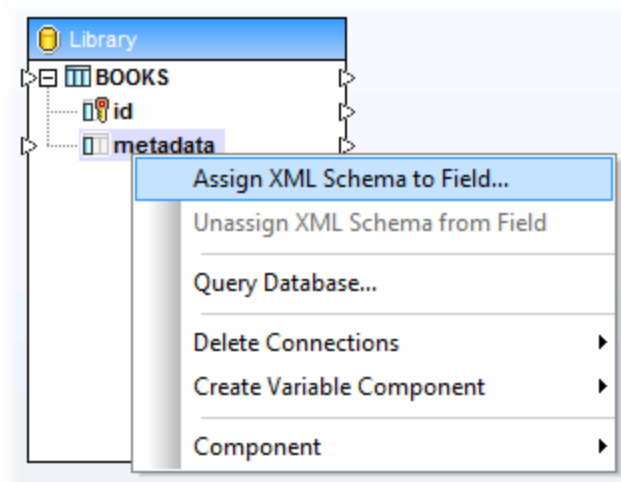 Library
BOOKS
id
metadata
Assign XML Schema to Field...
Unassign XML Schema from Field
Query Database...
Delete Connections
Create Variable Component
Component